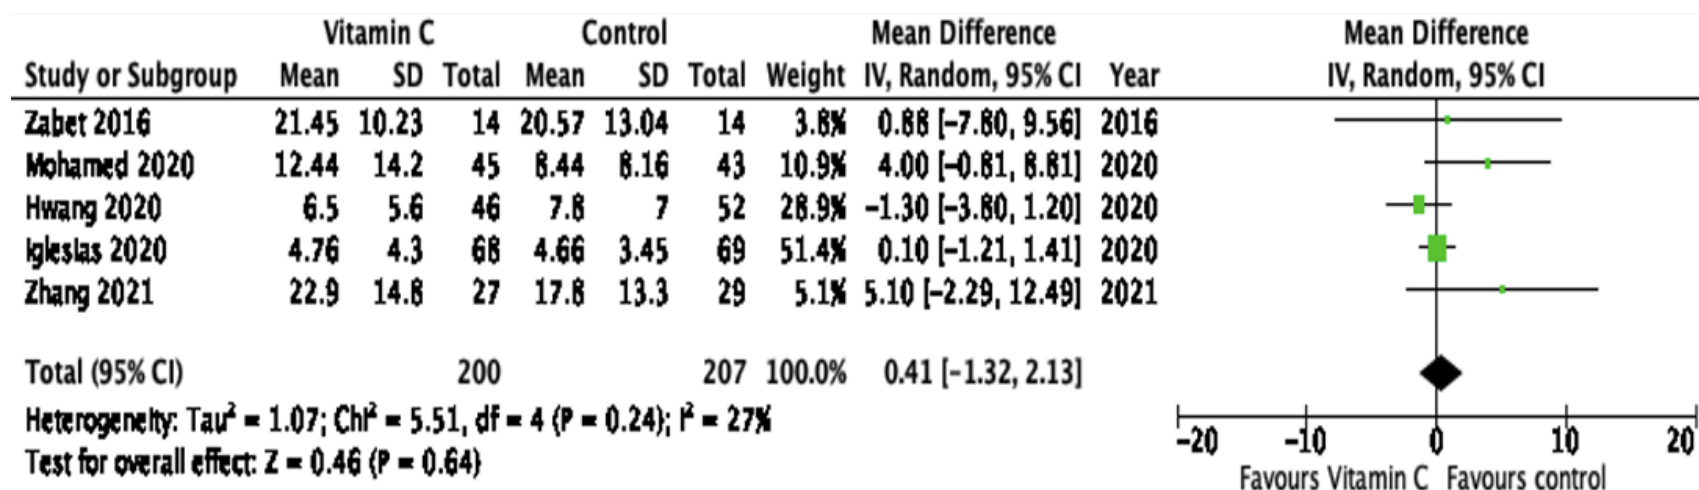 Vitamin C Control Mean Difference Mean Difference
Study or Subgroup Mean SD Total Mean SD Total Weight IV, Random, 95% CI Year IV, Random, 95% CI
Zabet 2016 21.45 10.23 14 20.57 13.04 14 3.8% 0.88 [−7.80, 9.56] 2016
Mohamed 2020 12.44 14.2 45 8.44 8.16 43 10.9% 4.00 [−0.81, 8.81] 2020
Hwang 2020 6.5 5.6 46 7.8 7 52 28.9% −1.30 [−3.80, 1.20] 2020
Iglesias 2020 4.76 4.3 68 4.66 3.45 69 51.4% 0.10 [−1.21, 1.41] 2020
Zhang 2021 22.9 14.8 27 17.8 13.3 29 5.1% 5.10 [−2.29, 12.49] 2021
Total (95% CI) 200 207 100.0% 0.41 [−1.32, 2.13]
Heterogeneity: Tau² = 1.07; Chi² = 5.51, df = 4 (P = 0.24); I² = 27%
Test for overall effect: Z = 0.46 (P = 0.64)
−20 −10 0 10 20
Favours Vitamin C Favours control